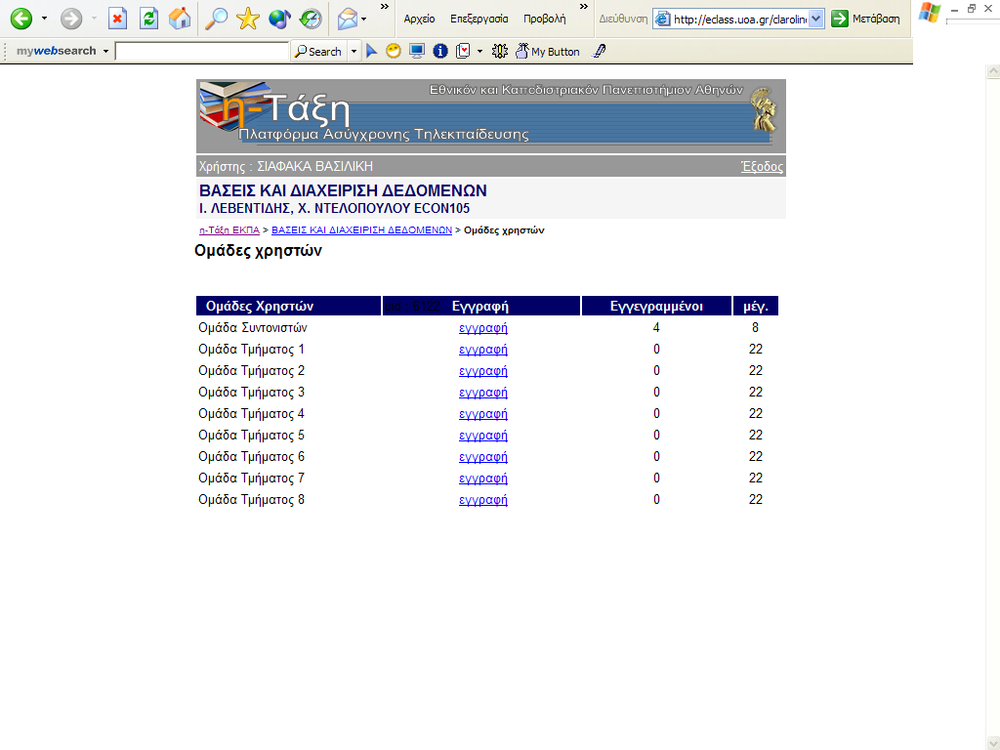 Αρχείο Επεξεργασία Προβολή » Διεύθυνση http://eclass.uoa.gr/clarolin Μετάβαση
mywebsearch Search My Button
Εθνικόν και Καποδιστριακόν Πανεπιστήμιον Αθηνών
η-Τάξη
Πλατφόρμα Ασύγχρονης Τηλεκπαίδευσης
Χρήστης : ΣΙΑΦΑΚΑ ΒΑΣΙΛΙΚΗ Έξοδος
ΒΑΣΕΙΣ ΚΑΙ ΔΙΑΧΕΙΡΙΣΗ ΔΕΔΟΜΕΝΩΝ
Ι. ΛΕΒΕΝΤΙΔΗΣ, Χ. ΝΤΕΛΟΠΟΥΛΟΥ ECON105
η-Τάξη ΕΚΠΑ > ΒΑΣΕΙΣ ΚΑΙ ΔΙΑΧΕΙΡΙΣΗ ΔΕΔΟΜΕΝΩΝ > Ομάδες χρηστών
Ομάδες χρηστών
Ομάδες Χρηστών Εγγραφή Εγγεγραμμένοι μέγ.
Ομάδα Συντονιστών εγγραφή 4 8
Ομάδα Τμήματος 1 εγγραφή 0 22
Ομάδα Τμήματος 2 εγγραφή 0 22
Ομάδα Τμήματος 3 εγγραφή 0 22
Ομάδα Τμήματος 4 εγγραφή 0 22
Ομάδα Τμήματος 5 εγγραφή 0 22
Ομάδα Τμήματος 6 εγγραφή 0 22
Ομάδα Τμήματος 7 εγγραφή 0 22
Ομάδα Τμήματος 8 εγγραφή 0 22